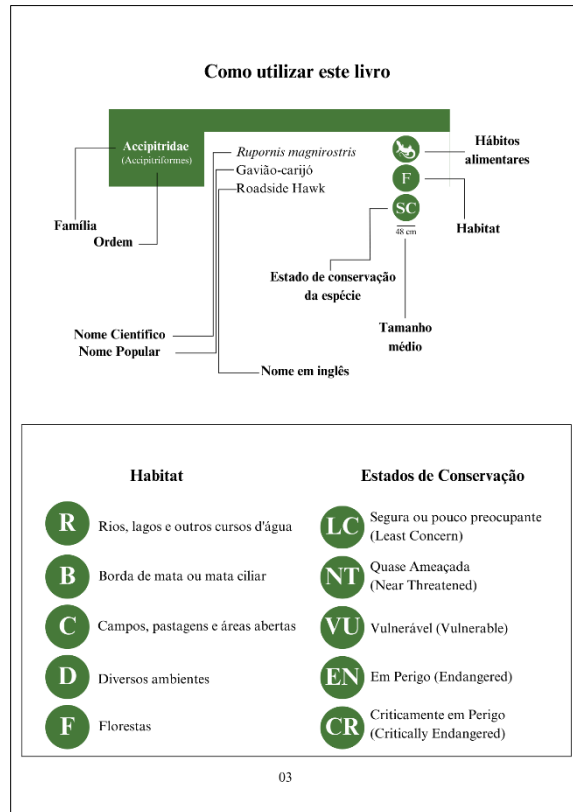 Como utilizar este livro
Accipitridae
(Accipitriformes)
Rupornis magnirostris
Gavião-carijó
Roadside Hawk
F
SC
48 cm
Hábitos
alimentares
Habitat
Família
Ordem
Estado de conservação
da espécie
Tamanho
médio
Nome Científico
Nome Popular
Nome em inglês
Habitat
R
Rios, lagos e outros cursos d'água
B
Borda de mata ou mata ciliar
C
Campos, pastagens e áreas abertas
D
Diversos ambientes
F
Florestas
Estados de Conservação
LC
Segura ou pouco preocupante
(Least Concern)
NT
Quase Ameaçada
(Near Threatened)
VU
Vulnerável (Vulnerable)
EN
Em Perigo (Endangered)
CR
Criticamente em Perigo
(Critically Endangered)
03